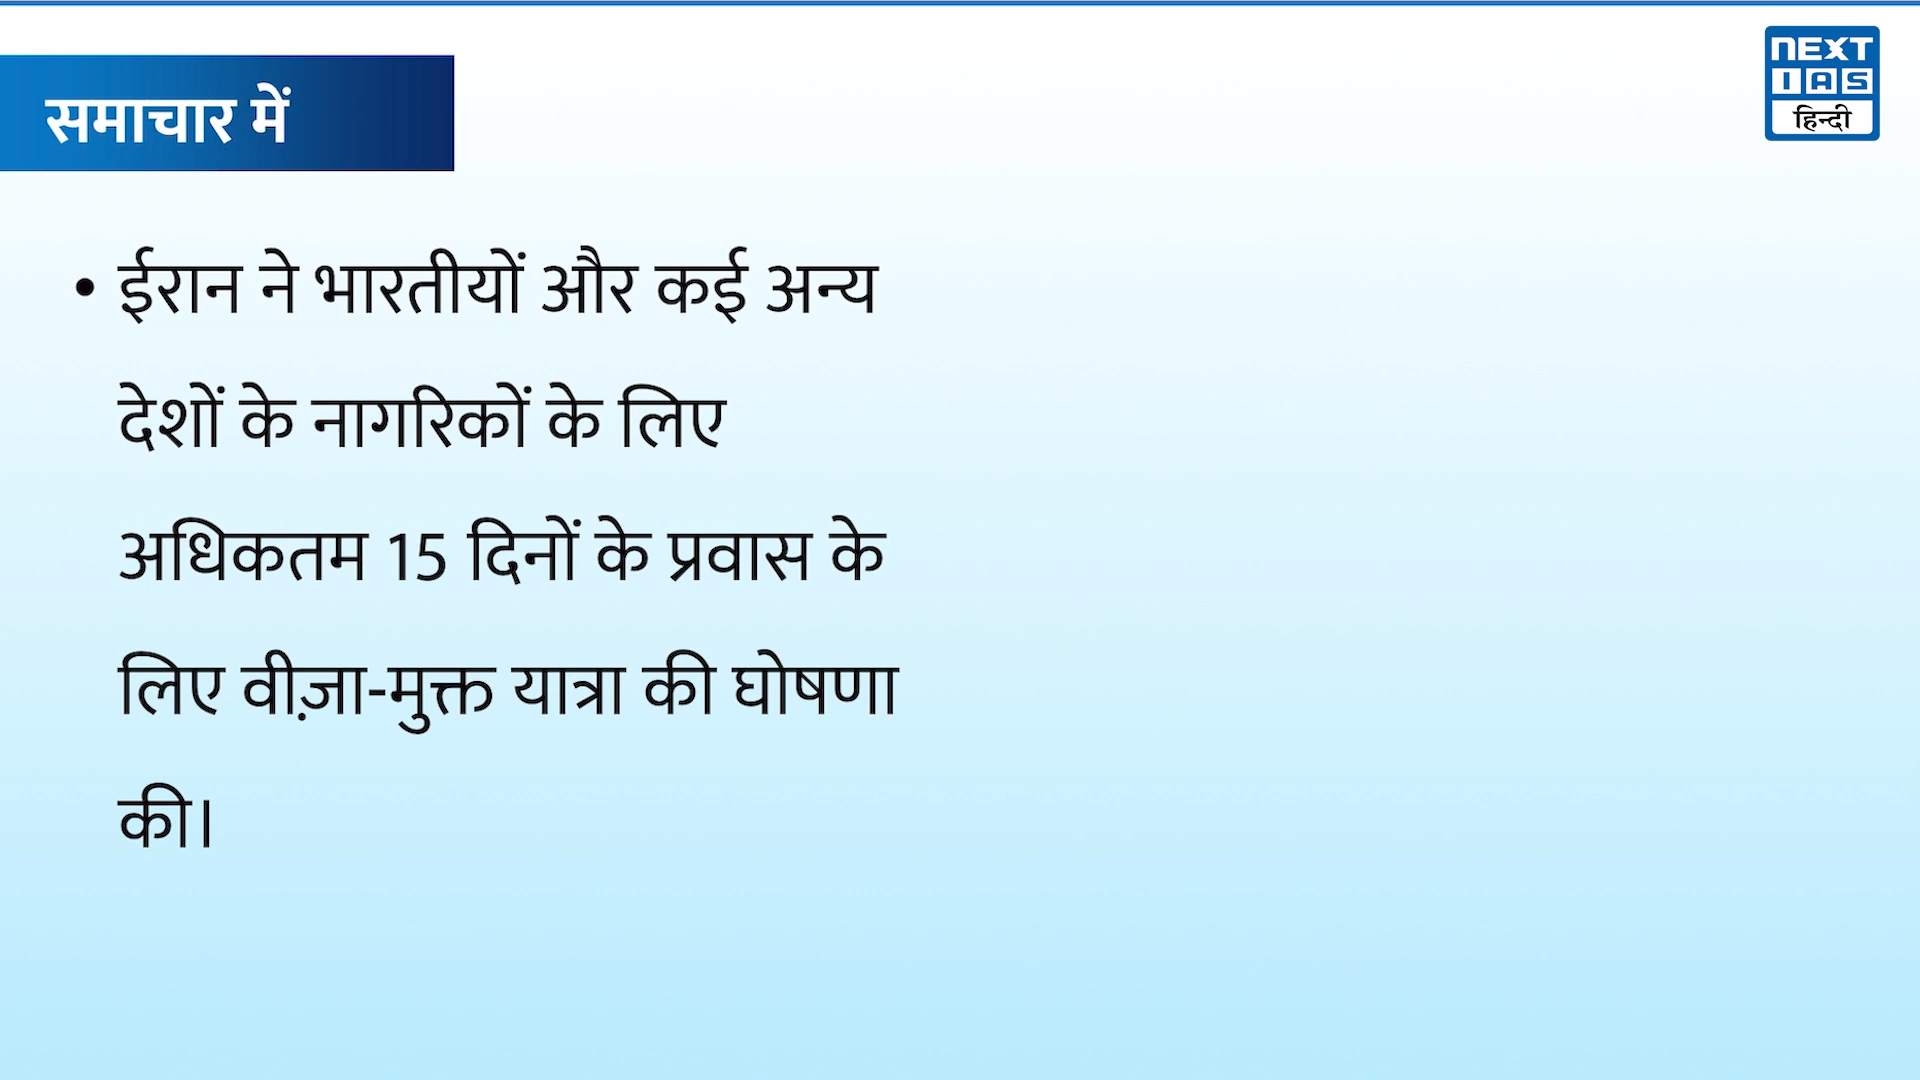 NEXT
IAS
हिन्दी
समाचार में
• ईरान ने भारतीयों और कई अन्य
देशों के नागरिकों के लिए
अधिकतम 15 दिनों के प्रवास के
लिए वीज़ा-मुक्त यात्रा की घोषणा
की।